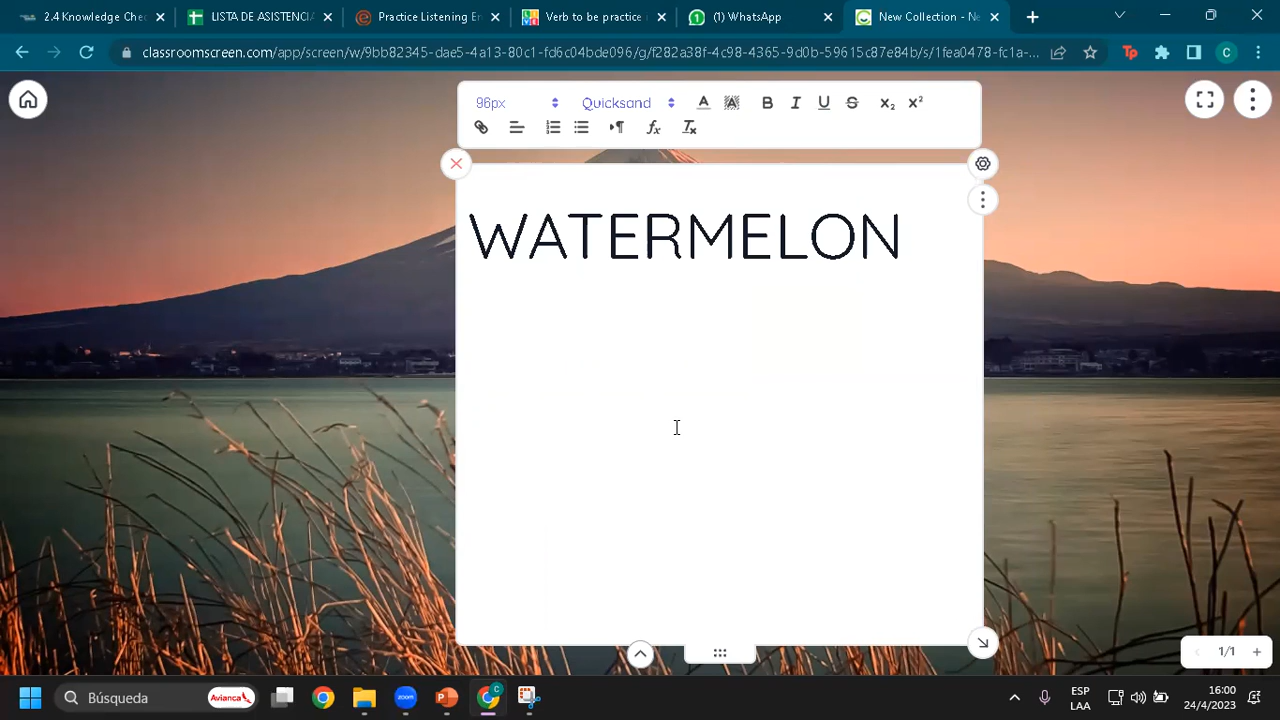 2.4 Knowledge Chec
LISTA DE ASISTENCIA
Practice Listening En
Verb to be practice i
(1) WhatsApp
New Collection - Ne
classroomscreen.com/app/screen/w/9bb82345-dae5-4a13-80c1-fd6c04bde096/g/f282a38f-4c98-4365-9d0b-59615c87e84b/s/1fea0478-fc1a-...
96px Quicksand
WATERMELON
1/1
Búsqueda
Avianca
ESP
LAA
16:00
24/4/2023